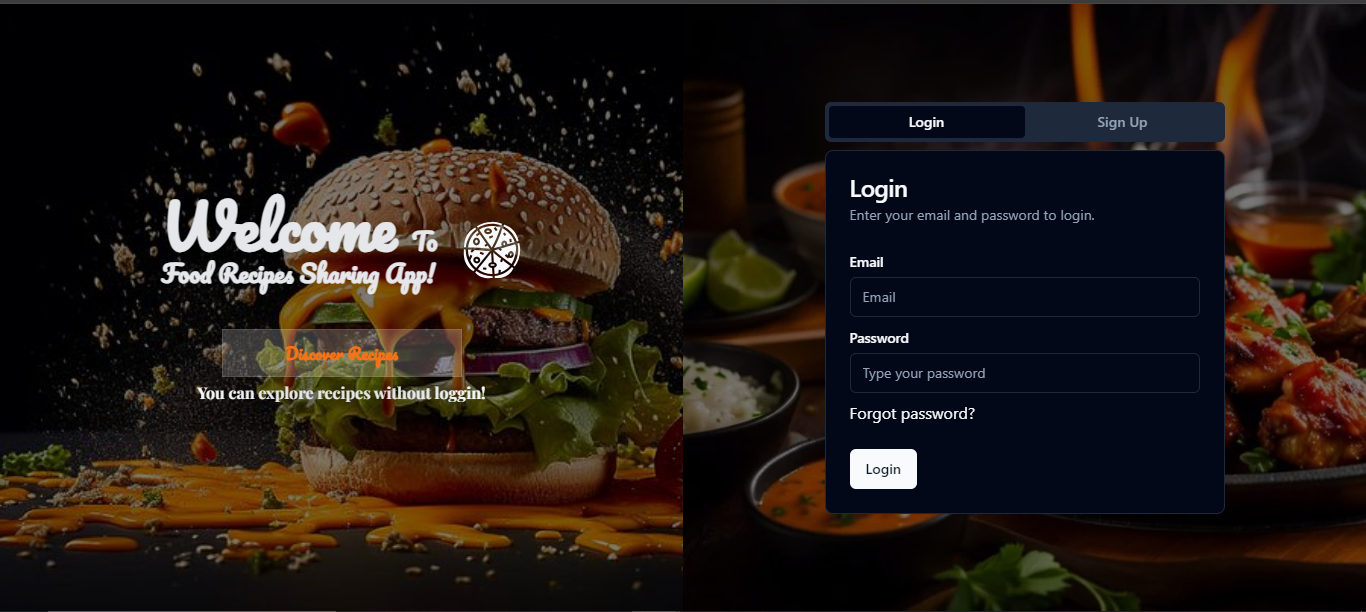 Welcome To
Food Recipes Sharing App!
Discover Recipes
You can explore recipes without loggin!
Login
Sign Up
Login
Enter your email and password to login.
Email
Email
Password
Type your password
Forgot password?
Login